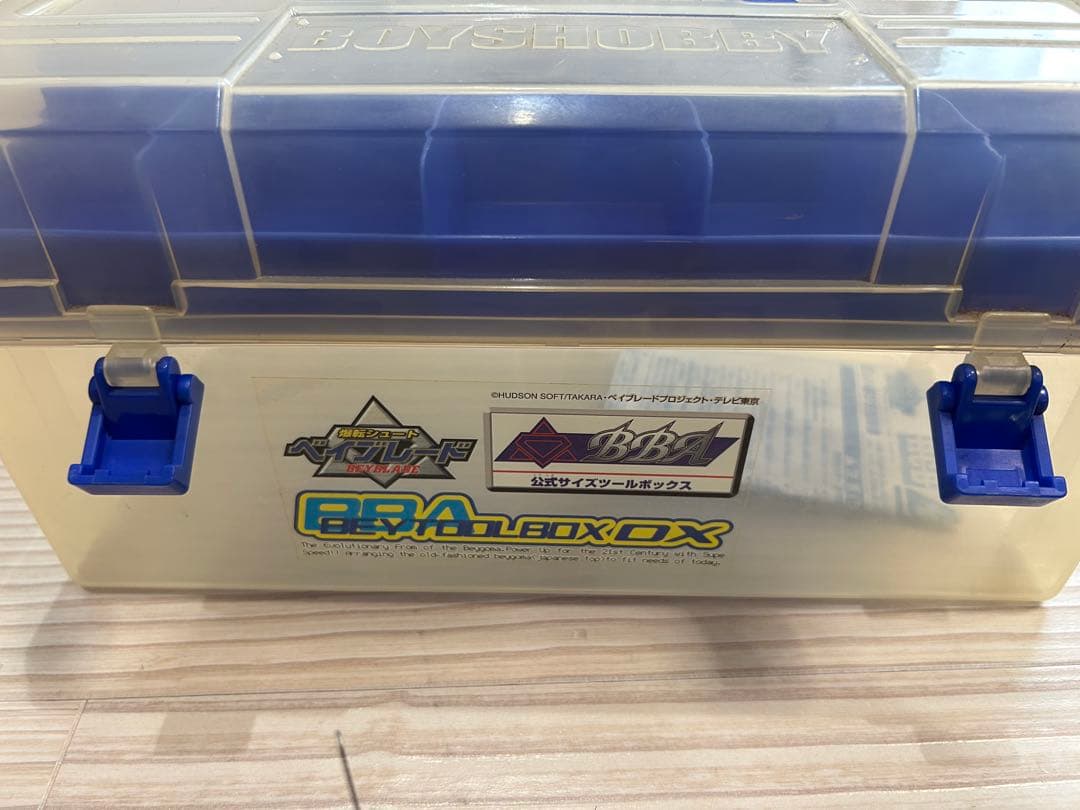 BOYSHOBBY
©HUDSON SOFT/TAKARA・ベイブレードプロジェクト・テレビ東京
爆転シュート
ベイブレード
BEYBLADE
BBA
公式サイズツールボックス
BBA
BEYTOOLBOXDX
The Evolutionary From of the Beygoma.Power Up for the 21st Century with Supe
Speed!! Arranging the old-fashioned beygoma(japanese top)to fit needs of today.